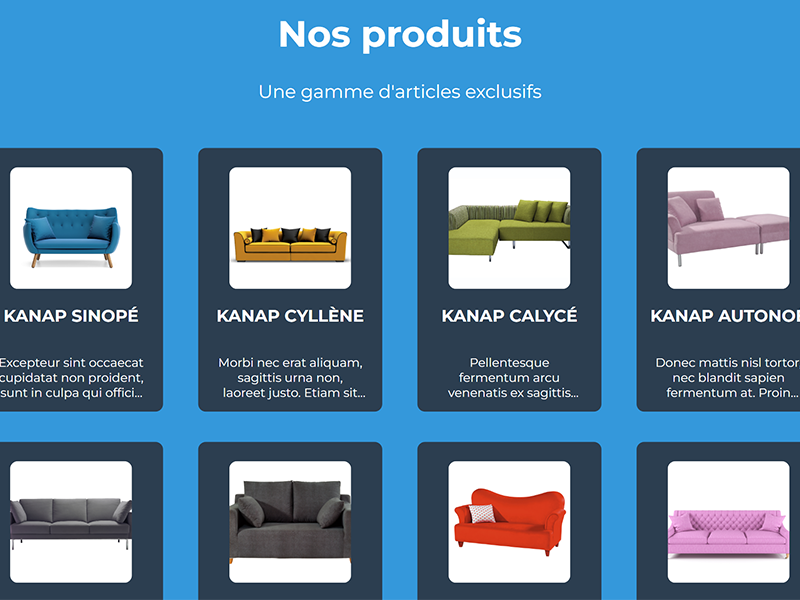 Nos produits
Une gamme d'articles exclusifs
KANAP SINOPÉ
Excepteur sint occaecat
cupidatat non proident,
sunt in culpa qui offici...
KANAP CYLLÈNE
Morbi nec erat aliquam,
sagittis urna non,
laoreet justo. Etiam sit...
KANAP CALYCÉ
Pellentesque
fermentum arcu
venenatis ex sagittis...
KANAP AUTONO
Donec mattis nisl tortor
nec blandit sapien
fermentum at. Proin...